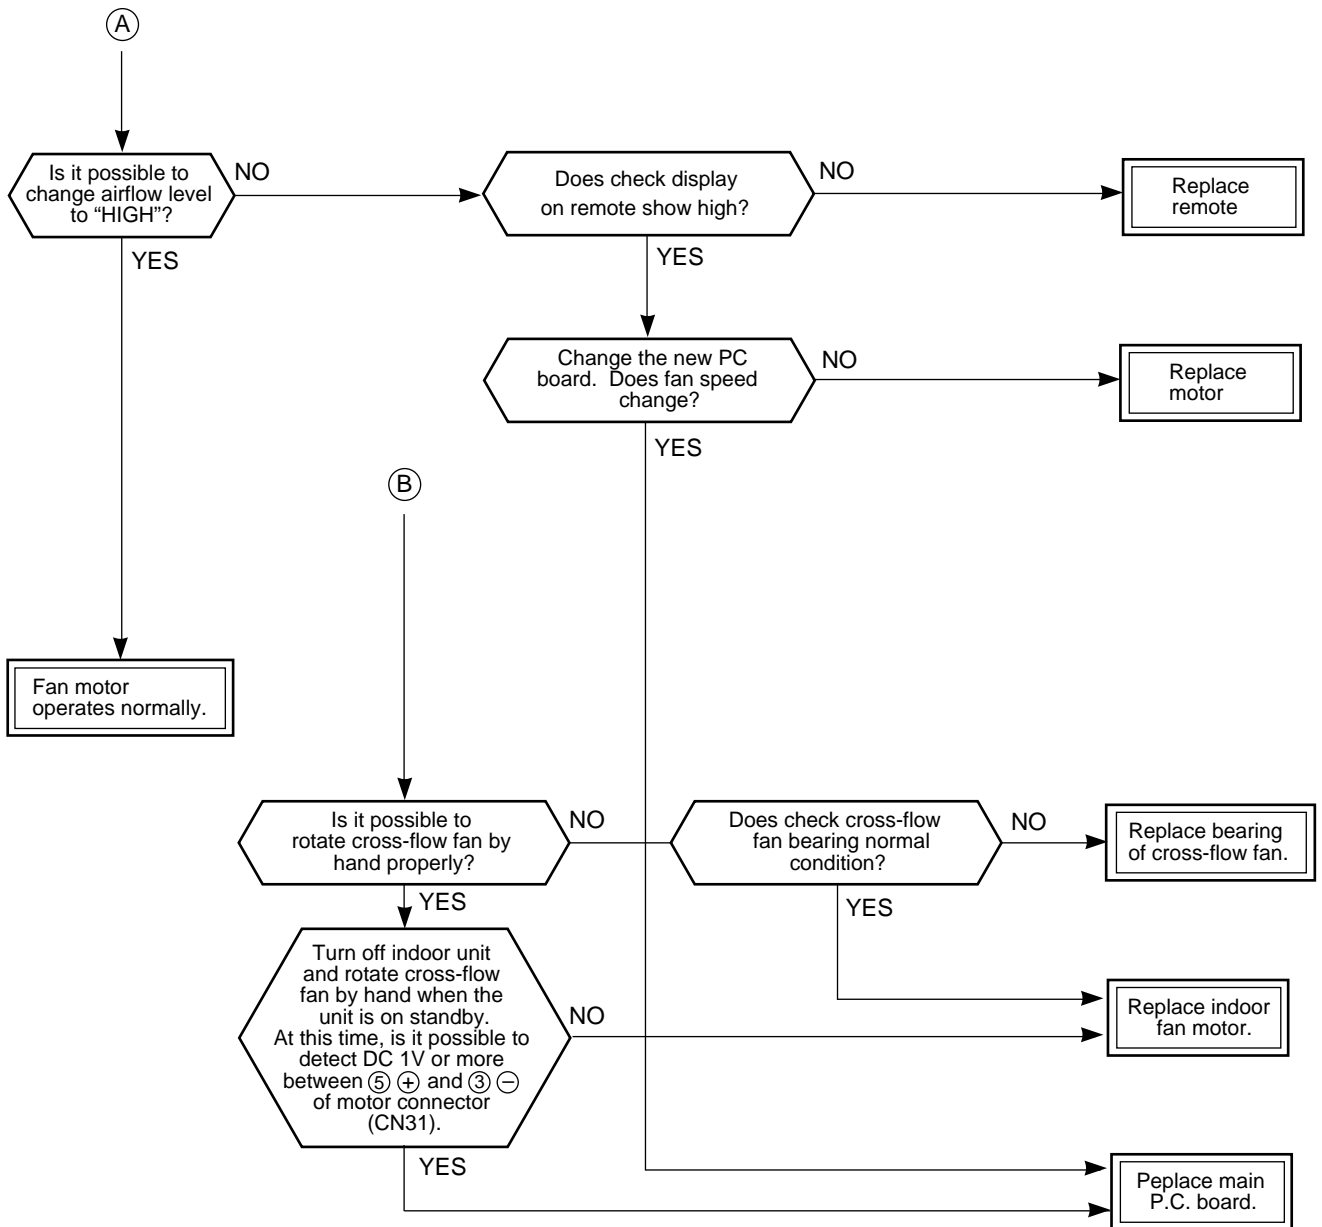 A
Is it possible to
change airflow level
to “HIGH”?
NO
YES
Does check display
on remote show high?
NO
YES
Replace
remote
Change the new PC
board. Does fan speed
change?
NO
YES
Replace
motor
B
Fan motor
operates normally.
Is it possible to
rotate cross-flow fan by
hand properly?
NO
YES
Does check cross-flow
fan bearing normal
condition?
NO
YES
Replace bearing
of cross-flow fan.
Turn off indoor unit
and rotate cross-flow
fan by hand when the
unit is on standby.
At this time, is it possible to
detect DC 1V or more
between ⑤ ⊕ and ③ ⊖
of motor connector
(CN31).
NO
YES
Replace indoor
fan motor.
Peplace main
P.C. board.